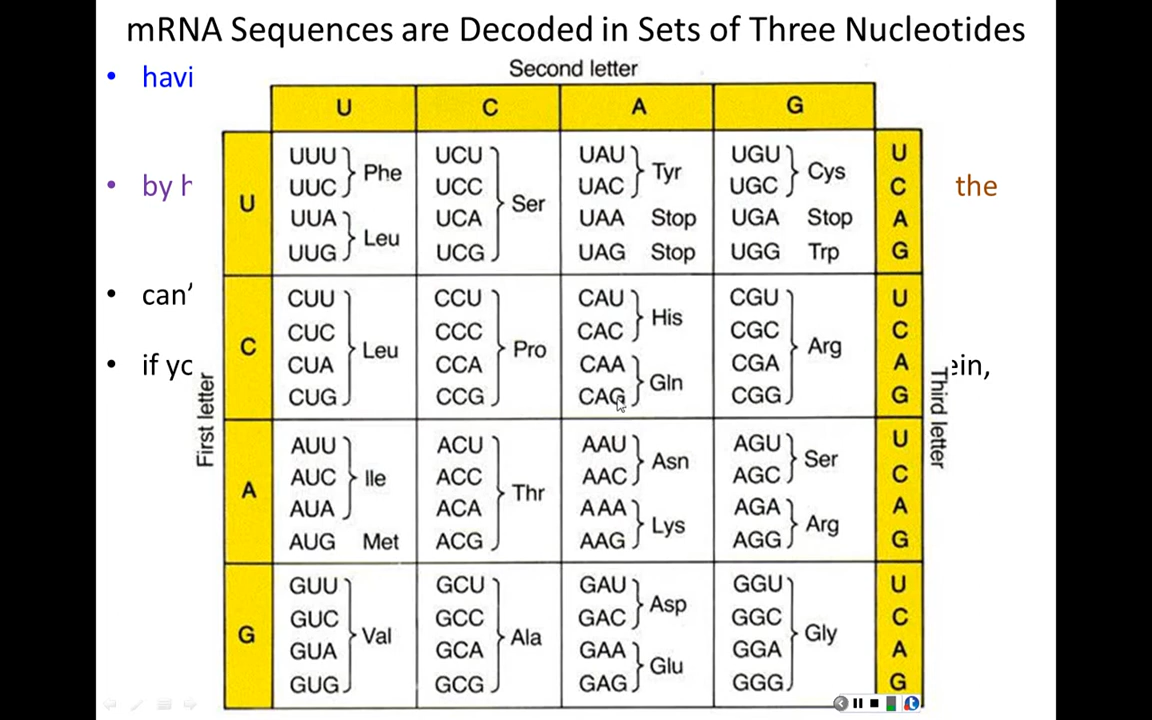 mRNA Sequences are Decoded in Sets of Three Nucleotides
Second letter
• havi
U C A G
• by h
the
• can’
• if yo
ein,
First letter
Third letter
U
UUU
UUC
Phe
UUA
UUG
Leu
UCU
UCC
UCA
UCG
Ser
UAU
UAC
Tyr
UAA Stop
UAG Stop
UGU
UGC
Cys
UGA Stop
UGG Trp
U
C
A
G
C
CUU
CUC
CUA
CUG
Leu
CCU
CCC
CCA
CCG
Pro
CAU
CAC
His
CAA
CAG
Gln
CGU
CGC
CGA
CGG
Arg
U
C
A
G
A
AUU
AUC
AUA
Ile
AUG Met
ACU
ACC
ACA
ACG
Thr
AAU
AAC
Asn
AAA
AAG
Lys
AGU
AGC
Ser
AGA
AGG
Arg
U
C
A
G
G
GUU
GUC
GUA
GUG
Val
GCU
GCC
GCA
GCG
Ala
GAU
GAC
Asp
GAA
GAG
Glu
GGU
GGC
GGA
GGG
Gly
U
C
A
G